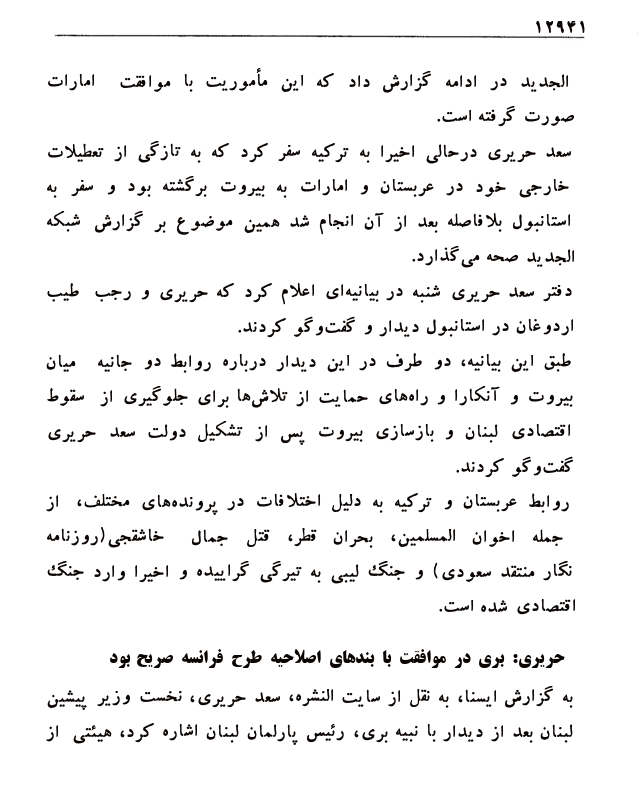 ۱۲۹۴۱
الجدید در ادامه گزارش داد که این مأموریت با موافقت امارات
صورت گرفته است.
سعد حریری درحالی اخیرا به ترکیه سفر کرد که به تازگی از تعطیلات
خارجی خود در عربستان و امارات به بیروت برگشته بود و سفر به
استانبول بلافاصله بعد از آن انجام شد همین موضوع بر گزارش شبکه
الجدید صحه می‌گذارد.
دفتر سعد حریری شنبه در بیانیه‌ای اعلام کرد که حریری و رجب طیب
اردوغان در استانبول دیدار و گفت‌وگو کردند.
طبق این بیانیه، دو طرف در این دیدار درباره روابط دو جانبه میان
بیروت و آنکارا و راه‌های حمایت از تلاش‌ها برای جلوگیری از سقوط
اقتصادی لبنان و بازسازی بیروت پس از تشکیل دولت سعد حریری
گفت‌وگو کردند.
روابط عربستان و ترکیه به دلیل اختلافات در پرونده‌های مختلف، از
جمله اخوان المسلمین، بحران قطر، قتل جمال خاشقجی(روزنامه
نگار منتقد سعودی) و جنگ لیبی به تیرگی گراییده و اخیرا وارد جنگ
اقتصادی شده است.
حریری: بری در موافقت با بندهای اصلاحیه طرح فرانسه صریح بود
به گزارش ایسنا، به نقل از سایت النشره، سعد حریری، نخست وزیر پیشین
لبنان بعد از دیدار با نبیه بری، رئیس پارلمان لبنان اشاره کرد، هیئتی از